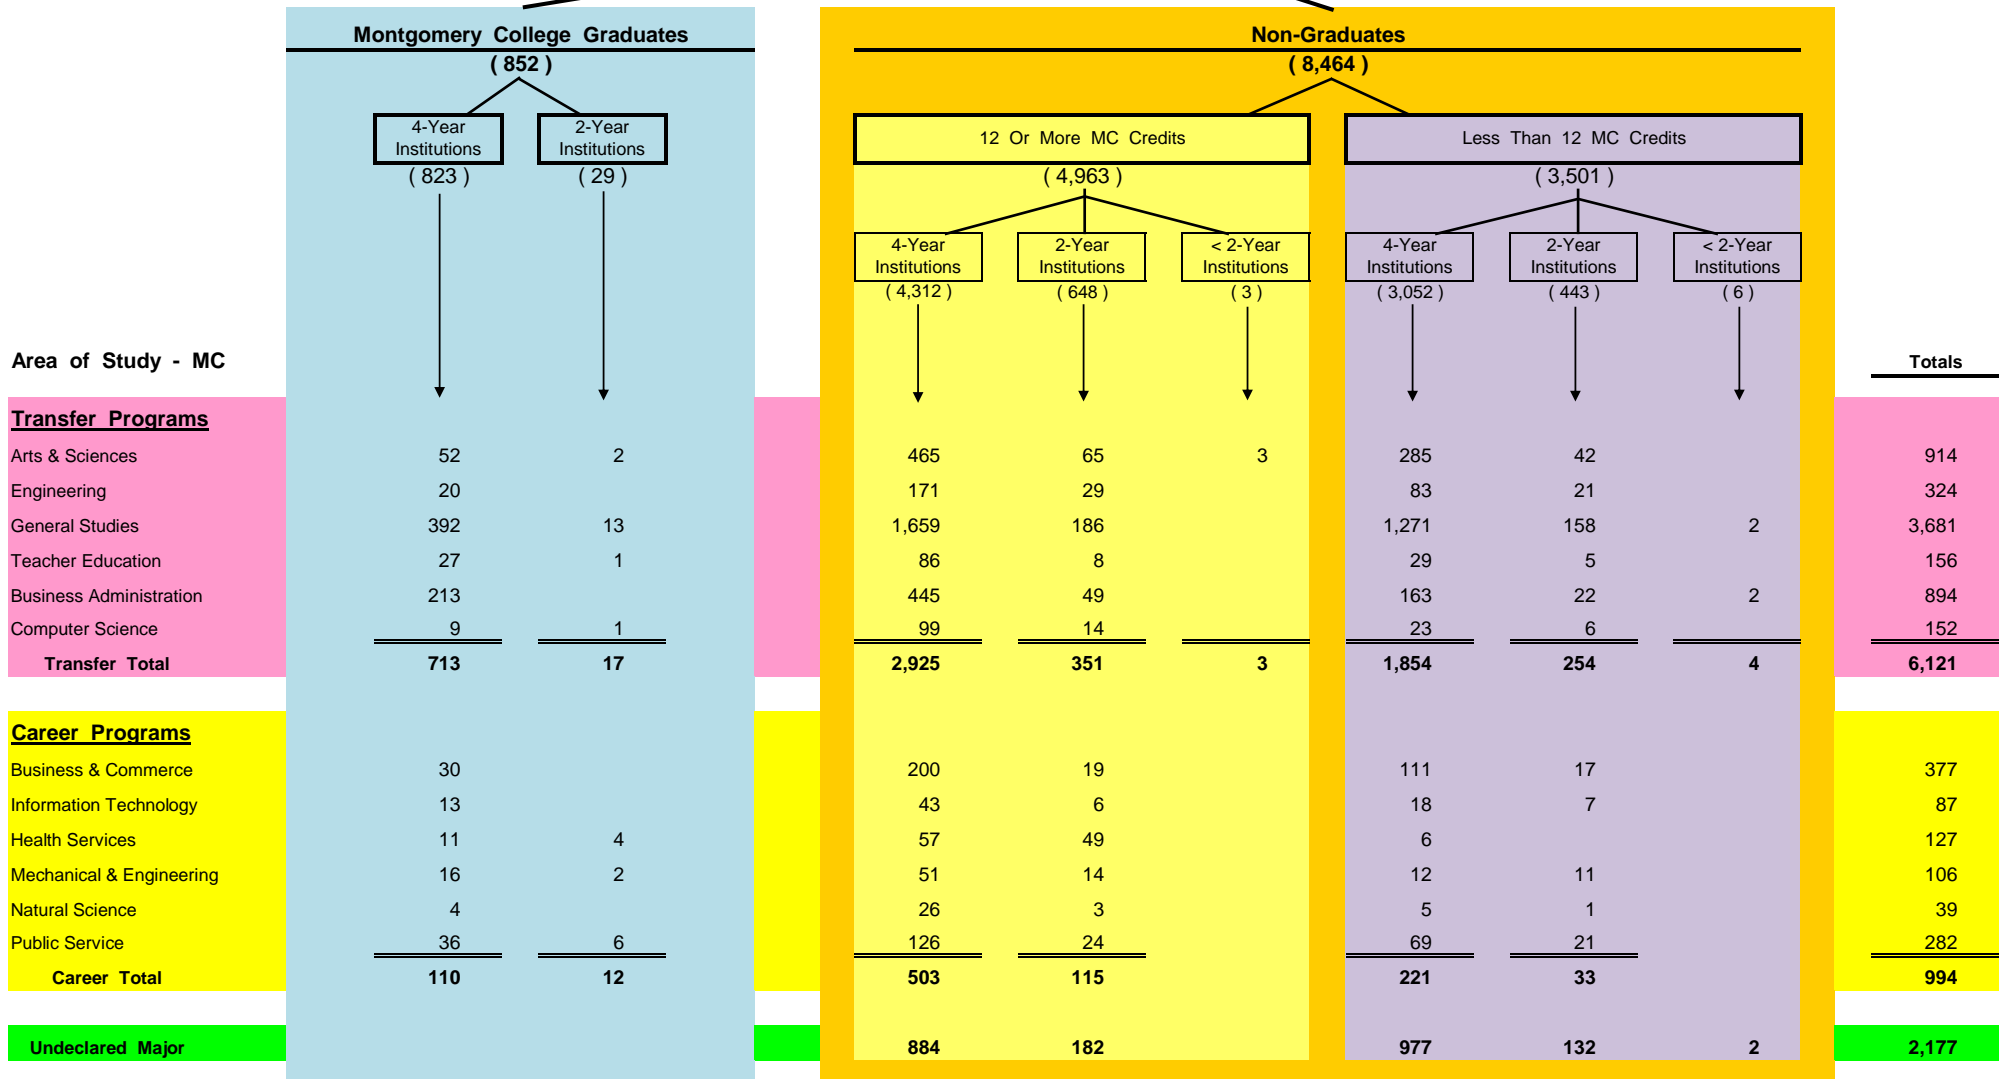 Montgomery College Graduates Non-Graduates
( 852 ) ( 8,464 )
4-Year Institutions 2-Year Institutions 12 Or More MC Credits Less Than 12 MC Credits
( 823 ) ( 29 ) ( 4,963 ) ( 3,501 )
4-Year Institutions 2-Year Institutions < 2-Year Institutions 4-Year Institutions 2-Year Institutions < 2-Year Institutions
( 4,312 ) ( 648 ) ( 3 ) ( 3,052 ) ( 443 ) ( 6 )
Area of Study - MC Totals
Transfer Programs
Arts & Sciences 52 2 465 65 3 285 42 914
Engineering 20 171 29 83 21 324
General Studies 392 13 1,659 186 1,271 158 2 3,681
Teacher Education 27 1 86 8 29 5 156
Business Administration 213 445 49 163 22 2 894
Computer Science 9 1 99 14 23 6 152
Transfer Total 713 17 2,925 351 3 1,854 254 4 6,121
Career Programs
Business & Commerce 30 200 19 111 17 377
Information Technology 13 43 6 18 7 87
Health Services 11 4 57 49 6 127
Mechanical & Engineering 16 2 51 14 12 11 106
Natural Science 4 26 3 5 1 39
Public Service 36 6 126 24 69 21 282
Career Total 110 12 503 115 221 33 994
Undeclared Major 884 182 977 132 2 2,177